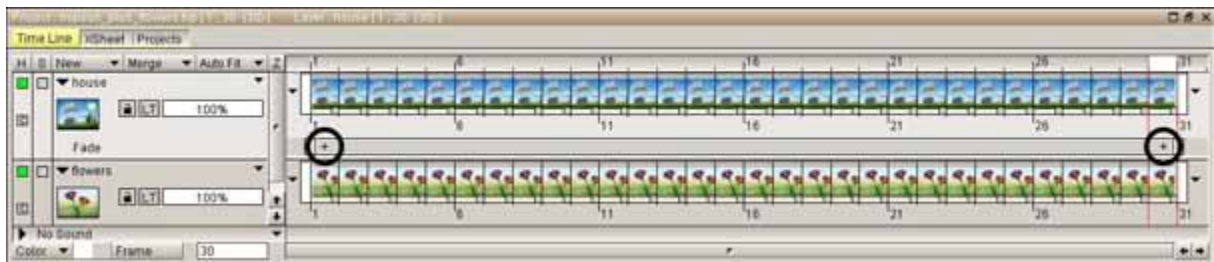 Time Line XSheet Projects
H S New Merge Auto Fit Z 1 6 11 16 21 26 31
house
LT 100%
1 6 11 16 21 26 31
Fade + +
flowers
LT 100%
1 6 11 16 21 26 31
No Sound
Color Frame 30